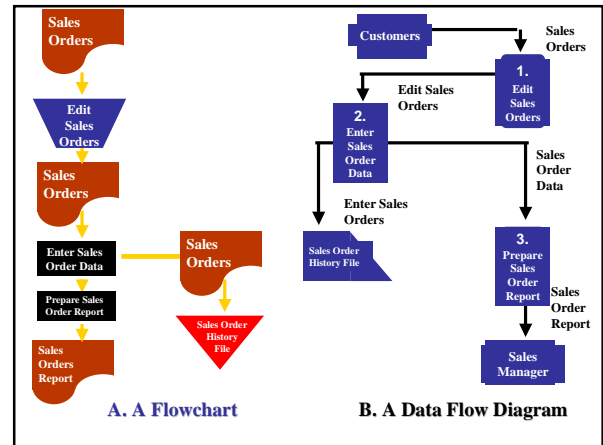 Sales
Orders
Edit
Sales
Orders
Sales
Orders
Enter Sales
Order Data
Sales
Orders
Prepare Sales
Order Report
Sales Order
History
File
Sales
Orders
Report
A. A Flowchart
Customers
Sales
Orders
1.
Edit
Sales
Orders
Edit Sales
Orders
2.
Enter
Sales
Order
Data
Sales
Order
Data
Enter Sales
Orders
Sales Order
History File
3.
Prepare
Sales
Order
Report
Sales
Order
Report
Sales
Manager
B. A Data Flow Diagram